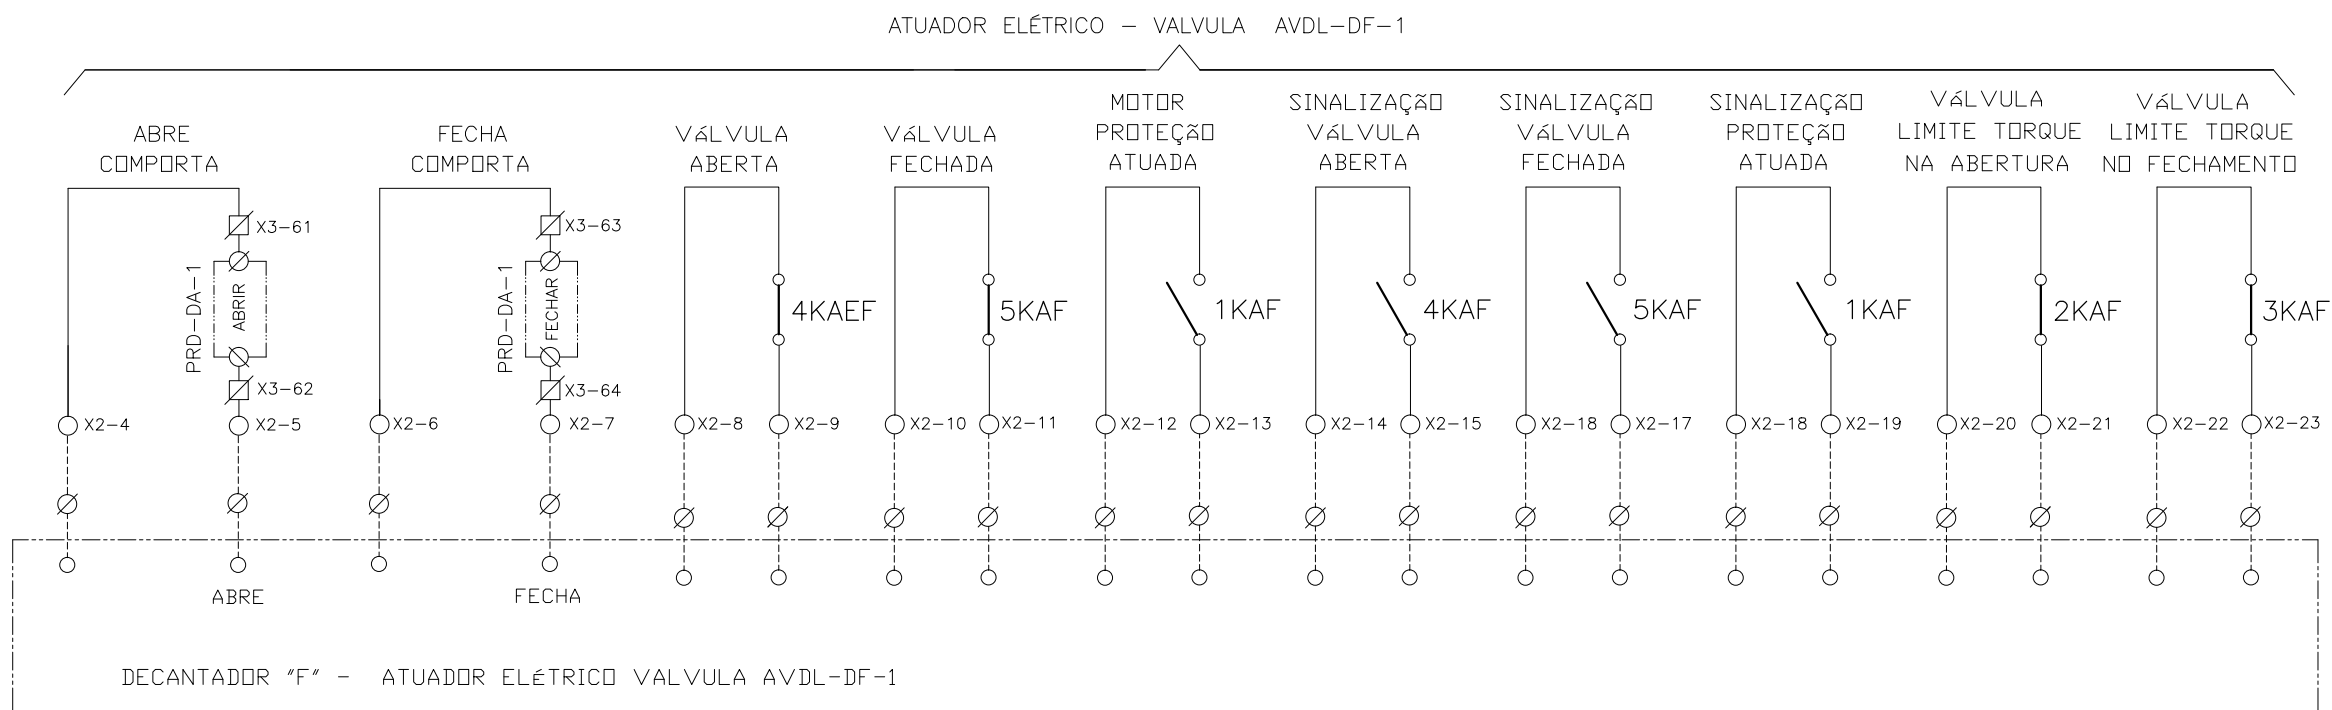 ATUADOR ELÉTRICO - VALVULA AVDL-DF-1
ABRE
COMPORTA
FECHA
COMPORTA
VáLVULA
ABERTA
VáLVULA
FECHADA
MOTOR
PROTEÇãO
ATUADA
SINALIZAÇãO
VáLVULA
ABERTA
SINALIZAÇãO
VáLVULA
FECHADA
SINALIZAÇãO
PROTEÇãO
ATUADA
VáLVULA
LIMITE TORQUE
NA ABERTURA
VáLVULA
LIMITE TORQUE
NO FECHAMENTO
X3-61
PRD-DA-1
ABRIR
X3-62
X3-63
PRD-DA-1
FECHAR
X3-64
4KAEF
5KAF
1KAF
4KAF
5KAF
1KAF
2KAF
3KAF
X2-4
X2-5
X2-6
X2-7
X2-8
X2-9
X2-10
X2-11
X2-12
X2-13
X2-14
X2-15
X2-18
X2-17
X2-18
X2-19
X2-20
X2-21
X2-22
X2-23
ABRE
FECHA
DECANTADOR "F" - ATUADOR ELéTRICO VALVULA AVDL-DF-1